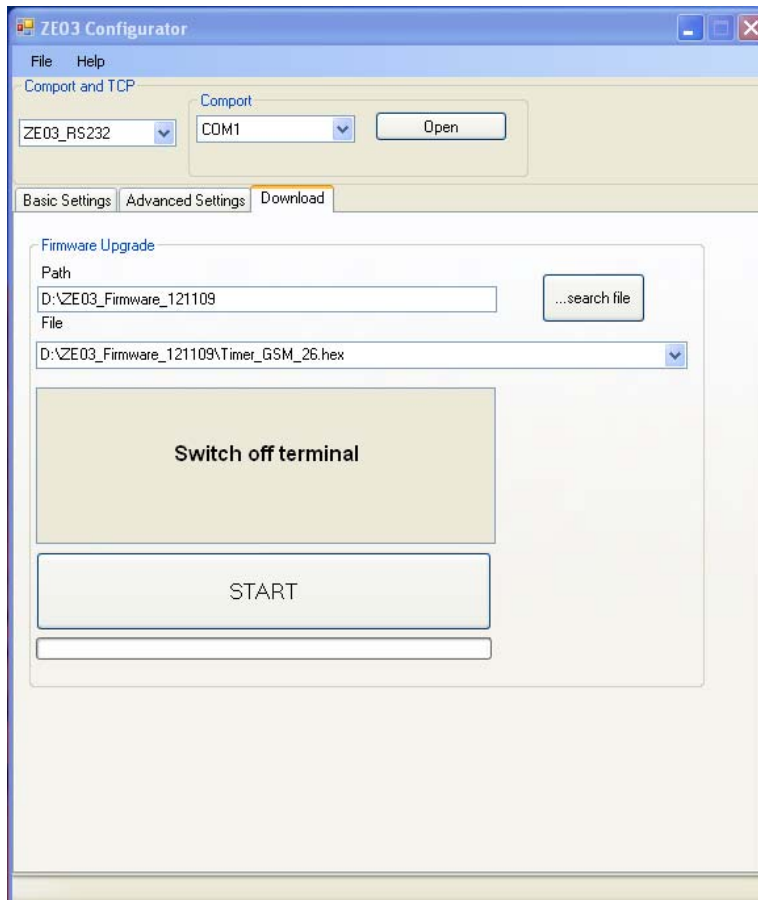 ZE03 Configurator
File Help
Comport and TCP
Comport
ZE03_RS232 COM1 Open
Basic Settings Advanced Settings Download
Firmware Upgrade
Path
D:\ZE03_Firmware_121109 ...search file
File
D:\ZE03_Firmware_121109\Timer_GSM_26.hex
Switch off terminal
START